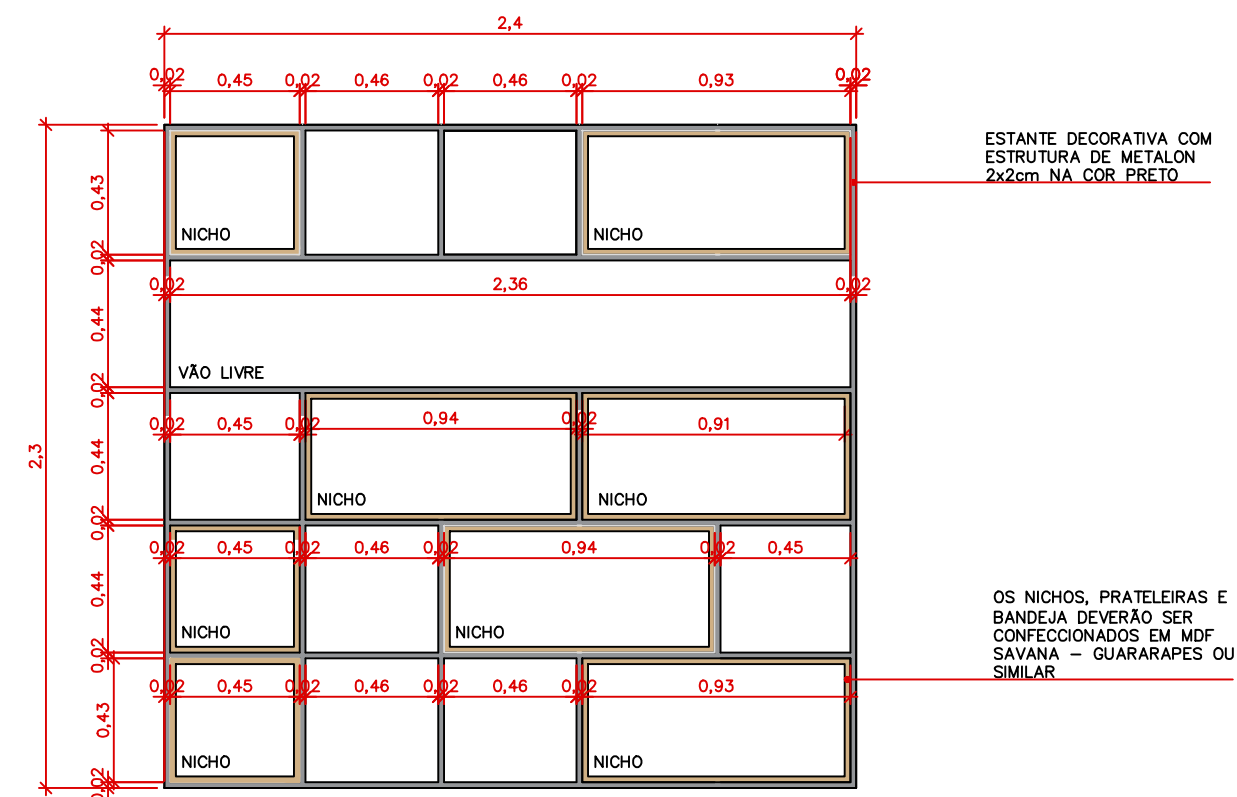 2,4
0,02 0,45 0,02 0,46 0,02 0,46 0,02 0,93 0,02
ESTANTE DECORATIVA COM
ESTRUTURA DE METALON
2x2cm NA COR PRETO
0,43
NICHO NICHO
0,02
0,02 2,36 0,02
0,44
VÃO LIVRE
0,02
0,02 0,45 0,02 0,94 0,02 0,91
2,3
0,44
NICHO NICHO
0,02
0,02 0,45 0,02 0,46 0,02 0,94 0,02 0,45
0,44
NICHO NICHO
OS NICHOS, PRATELEIRAS E
BANDEJA DEVERÃO SER
CONFECCIONADOS EM MDF
SAVANA – GUARARAPES OU
SIMILAR
0,02
0,02 0,45 0,02 0,46 0,02 0,46 0,02 0,93
0,43
NICHO NICHO
0,02